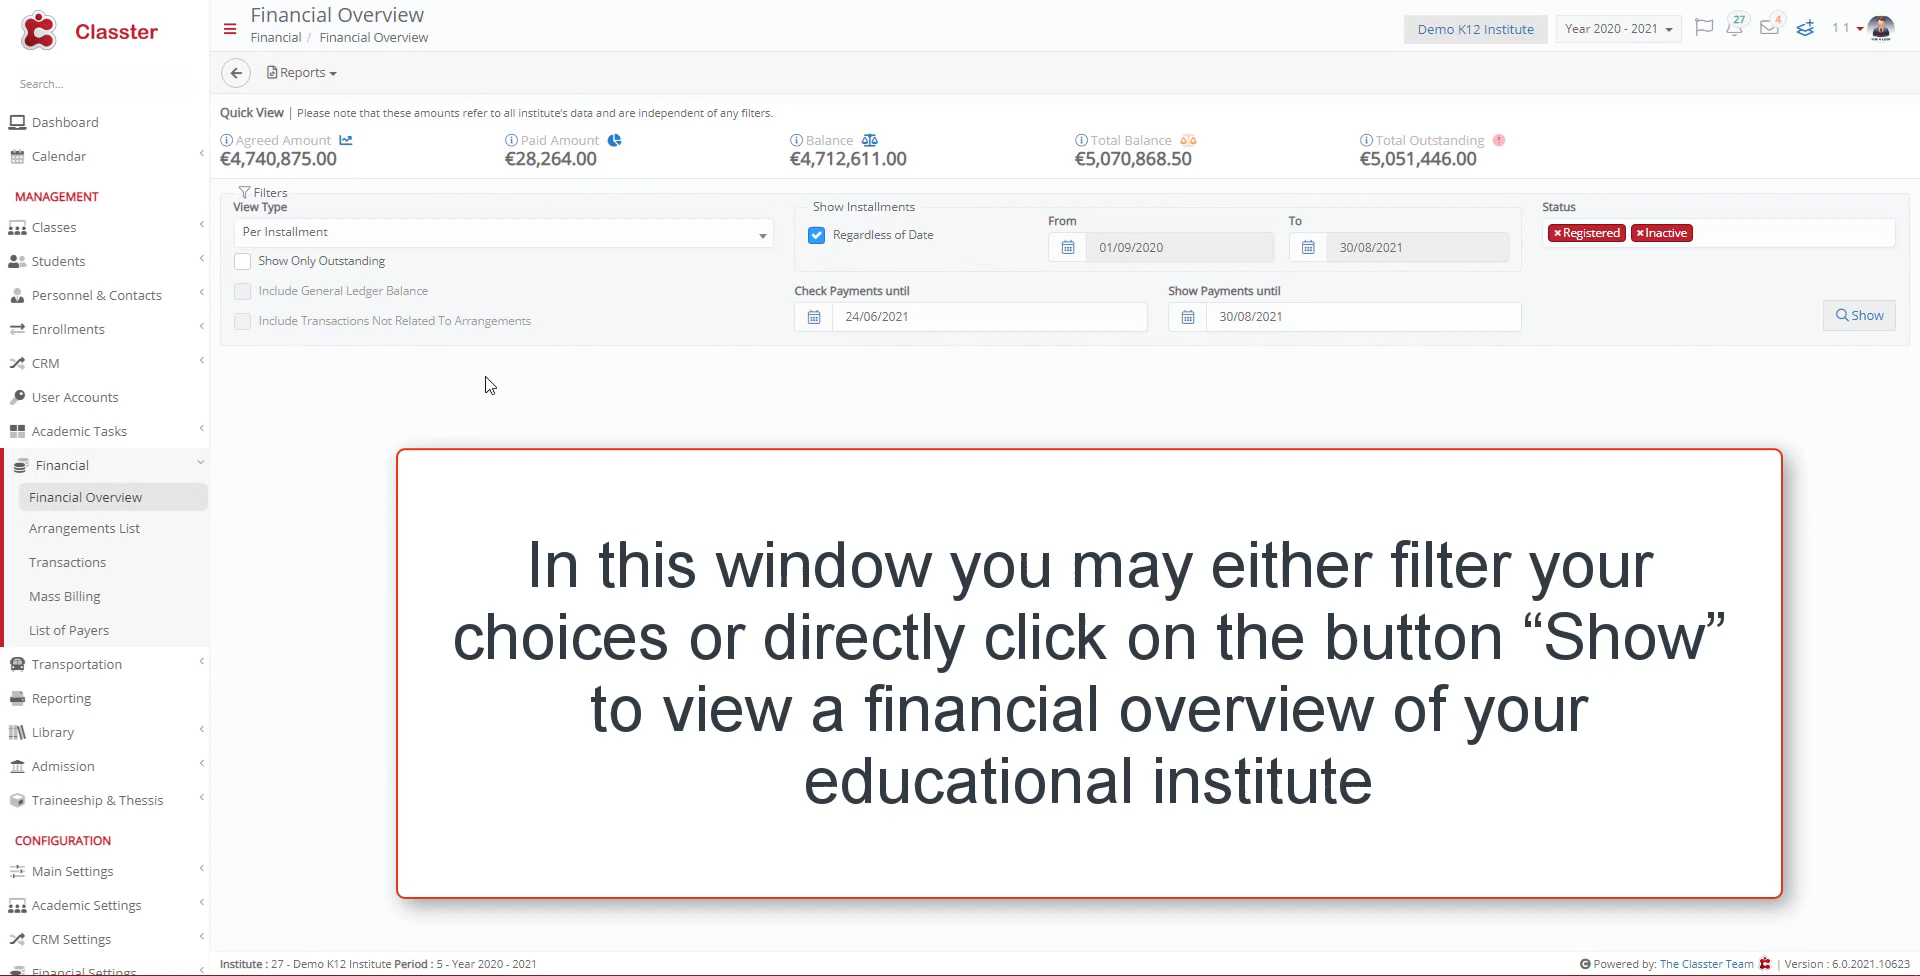 Classter
Search...
Dashboard
Calendar
MANAGEMENT
Classes
Students
Personnel & Contacts
Enrollments
CRM
User Accounts
Academic Tasks
Financial
Financial Overview
Arrangements List
Transactions
Mass Billing
List of Payers
Transportation
Reporting
Library
Admission
Traineeship & Thessis
CONFIGURATION
Main Settings
Academic Settings
CRM Settings
Financial Settings
Financial Overview
Financial / Financial Overview
Demo K12 Institute
Year 2020 - 2021
27
4
1 1
Reports
Quick View | Please note that these amounts refer to all institute's data and are independent of any filters.
Agreed Amount
€4,740,875.00
Paid Amount
€28,264.00
Balance
€4,712,611.00
Total Balance
€5,070,868.50
Total Outstanding
€5,051,446.00
Filters
View Type
Per Installment
Show Only Outstanding
Include General Ledger Balance
Include Transactions Not Related To Arrangements
Show Installments
Regardless of Date
From
01/09/2020
To
30/08/2021
Check Payments until
24/06/2021
Show Payments until
30/08/2021
Status
×Registered ×Inactive
Show
In this window you may either filter your
choices or directly click on the button “Show”
to view a financial overview of your
educational institute
Institute : 27 - Demo K12 Institute Period : 5 - Year 2020 - 2021
Powered by: The Classter Team | Version : 6.0.2021.10623